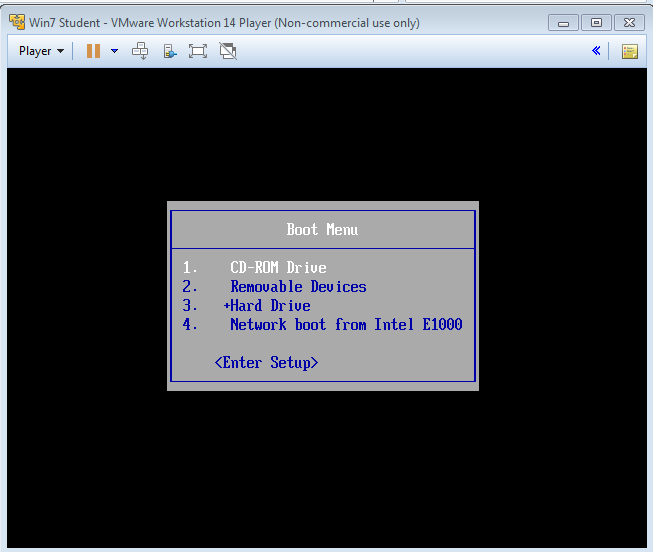 Win7 Student - VMware Workstation 14 Player (Non-commercial use only)
Player
Boot Menu
1. CD-ROM Drive
2. Removable Devices
3. +Hard Drive
4. Network boot from Intel E1000
<Enter Setup>